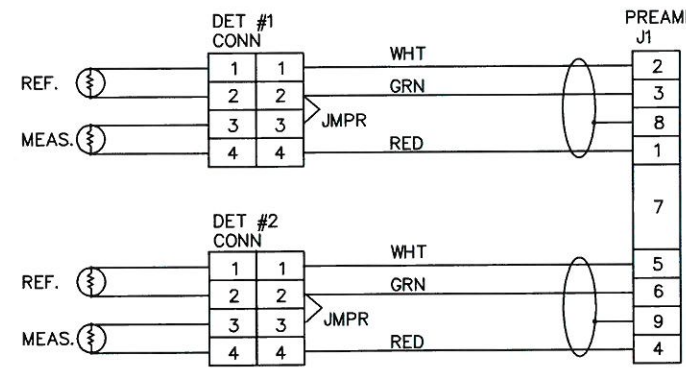 DET #1
CONN
PREAM
J1
REF.
MEAS.
1 1
2 2
3 3
4 4
JMPR
WHT
GRN
RED
2
3
8
1
7
DET #2
CONN
REF.
MEAS.
1 1
2 2
3 3
4 4
JMPR
WHT
GRN
RED
5
6
9
4